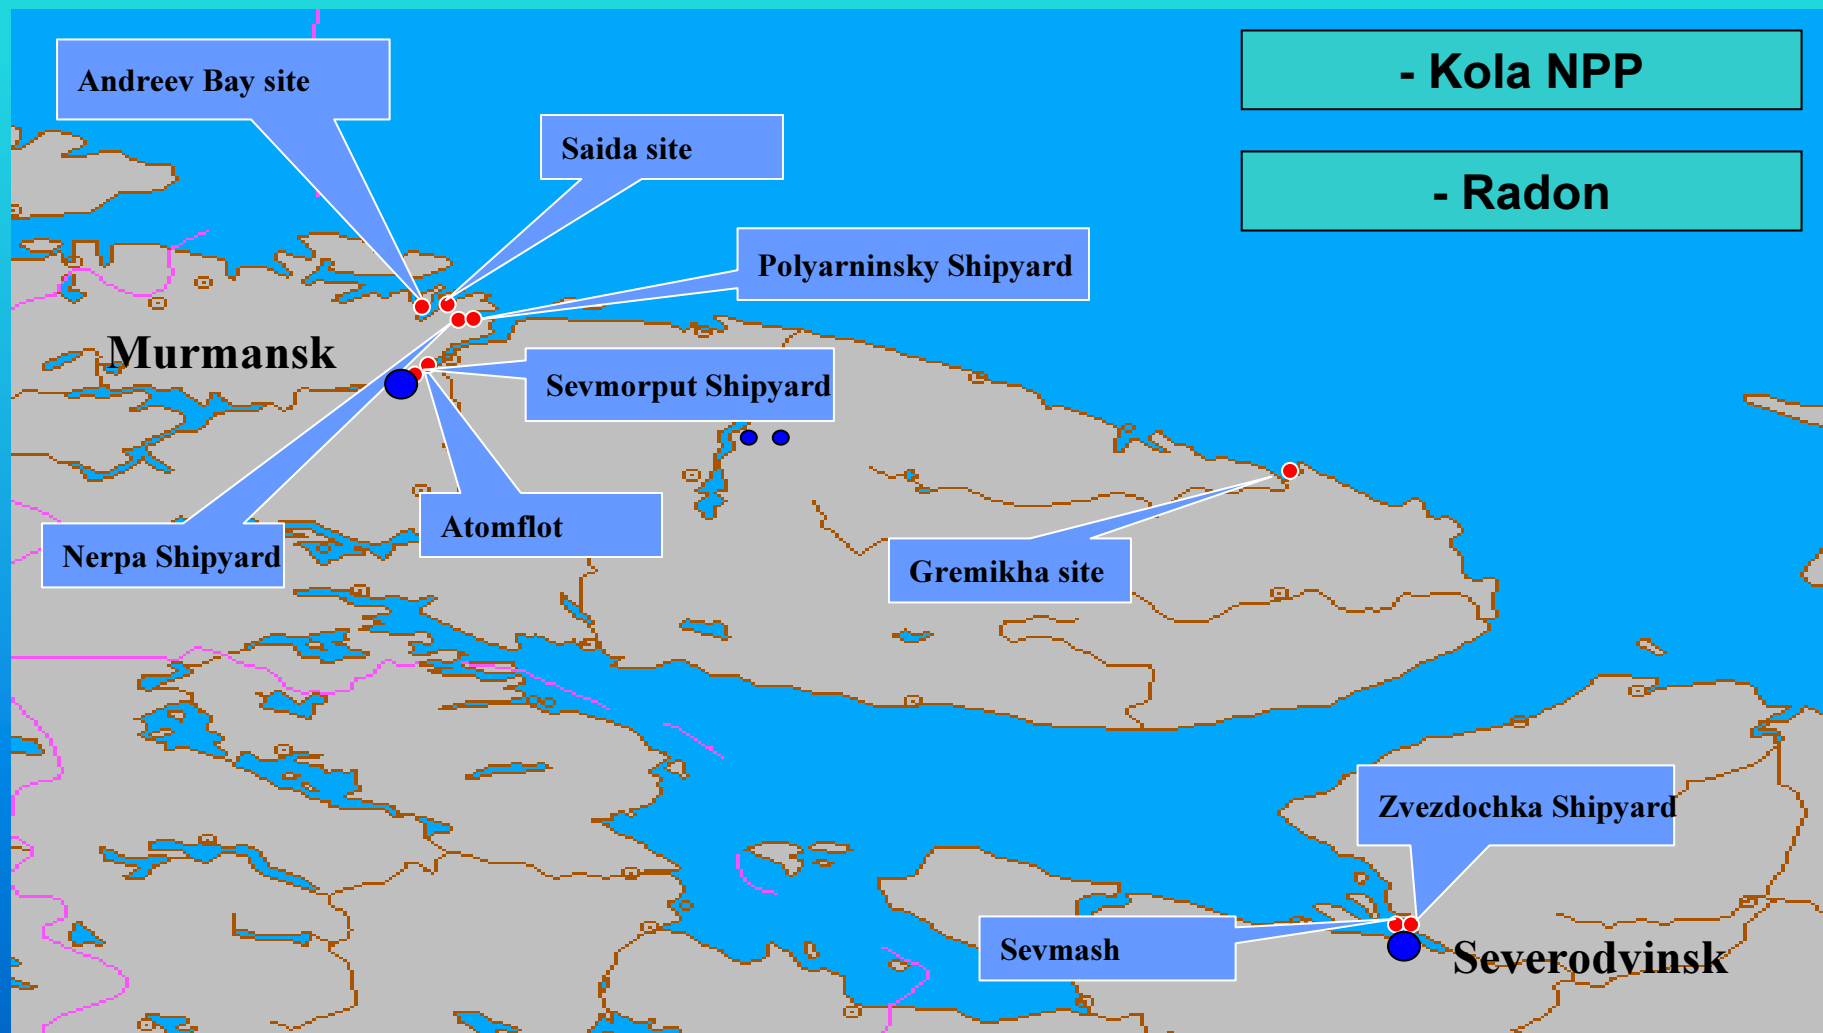 Andreev Bay site
- Kola NPP
Saida site
- Radon
Polyarninsky Shipyard
Murmansk
Sevmorput Shipyard
Atomflot
Nerpa Shipyard
Gremikha site
Zvezdochka Shipyard
Sevmash
Severodvinsk